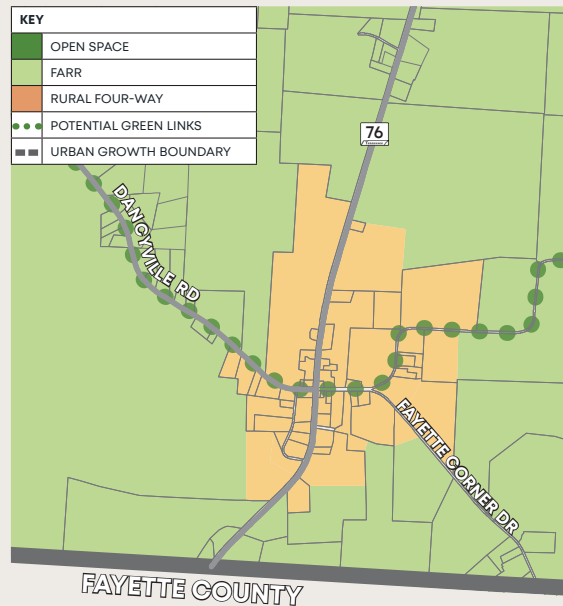 KEY
OPEN SPACE
FARR
RURAL FOUR-WAY
POTENTIAL GREEN LINKS
URBAN GROWTH BOUNDARY
76
DANCYVILLE RD
FAYETTE CORNER DR
FAYETTE COUNTY